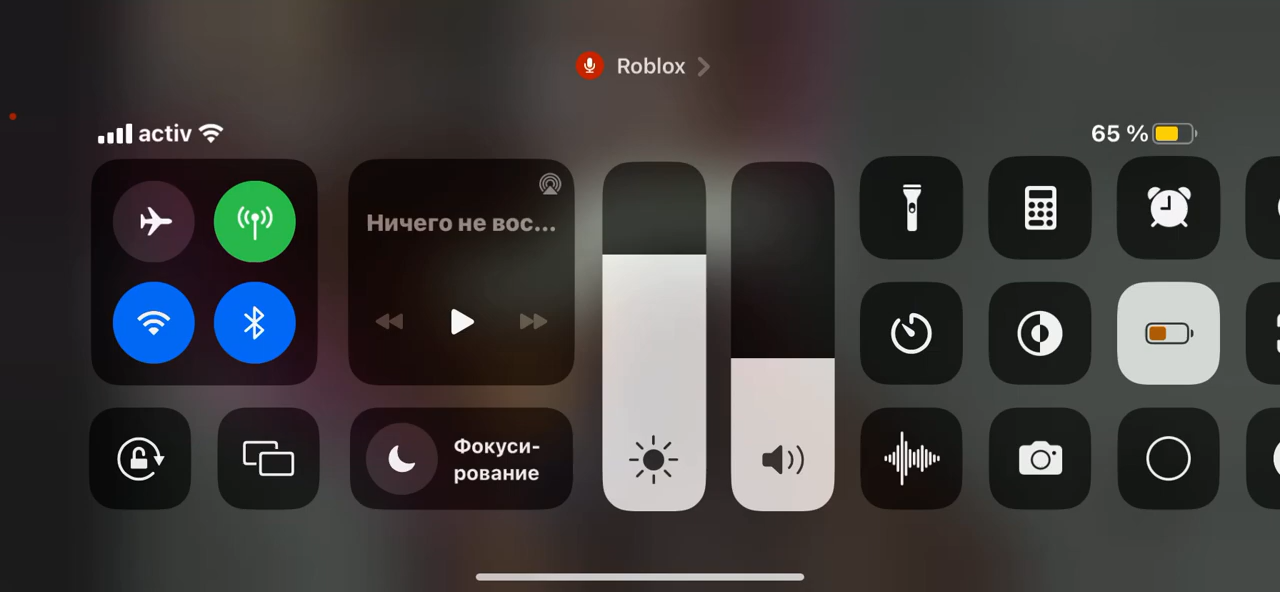 Roblox
activ
65 %
Ничего не вос...
Фокуси-
рование